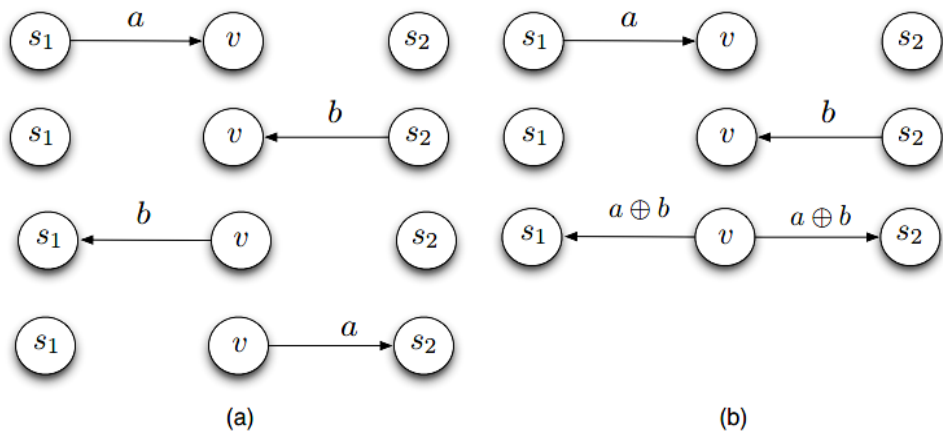 a a
s1 v s2 s1 v s2
b b
s1 v s2 s1 v s2
b a ⊕ b a ⊕ b
s1 v s2 s1 v s2
a
s1 v s2
(a) (b)